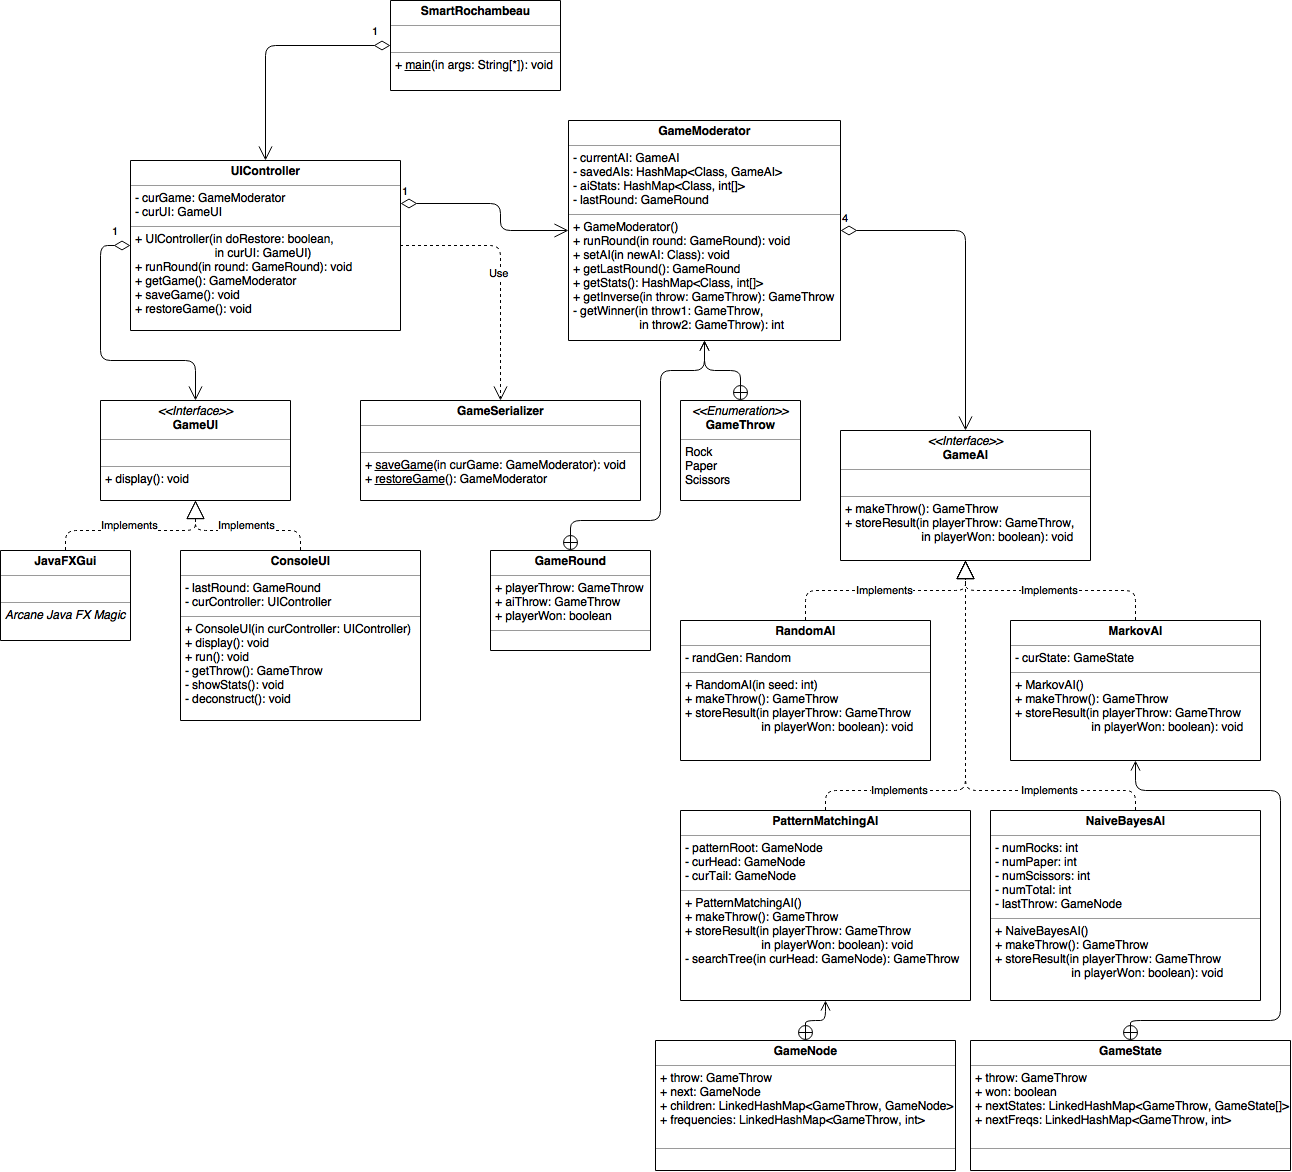 SmartRochambeau
+ main(in args: String[*]): void
1
GameModerator
- currentAI: GameAI
- savedAIs: HashMap<Class, GameAI>
- aiStats: HashMap<Class, int[]>
- lastRound: GameRound
+ GameModerator()
+ runRound(in round: GameRound): void
+ setAI(in newAI: Class): void
+ getLastRound(): GameRound
+ getStats(): HashMap<Class, int[]>
+ getInverse(in throw: GameThrow): GameThrow
- getWinner(in throw1: GameThrow,
in throw2: GameThrow): int
UIController
- curGame: GameModerator
- curUI: GameUI
+ UIController(in doRestore: boolean,
in curUI: GameUI)
+ runRound(in round: GameRound): void
+ getGame(): GameModerator
+ saveGame(): void
+ restoreGame(): void
1
1
4
Use
<<Interface>>
GameUI
+ display(): void
GameSerializer
+ saveGame(in curGame: GameModerator): void
+ restoreGame(): GameModerator
<<Enumeration>>
GameThrow
Rock
Paper
Scissors
<<Interface>>
GameAI
+ makeThrow(): GameThrow
+ storeResult(in playerThrow: GameThrow,
in playerWon: boolean): void
Implements
Implements
JavaFXGui
Arcane Java FX Magic
ConsoleUI
- lastRound: GameRound
- curController: UIController
+ ConsoleUI(in curController: UIController)
+ display(): void
+ run(): void
- getThrow(): GameThrow
- showStats(): void
- deconstruct(): void
GameRound
+ playerThrow: GameThrow
+ aiThrow: GameThrow
+ playerWon: boolean
Implements
Implements
RandomAI
- randGen: Random
+ RandomAI(in seed: int)
+ makeThrow(): GameThrow
+ storeResult(in playerThrow: GameThrow
in playerWon: boolean): void
MarkovAI
- curState: GameState
+ MarkovAI()
+ makeThrow(): GameThrow
+ storeResult(in playerThrow: GameThrow
in playerWon: boolean): void
Implements
Implements
PatternMatchingAI
- patternRoot: GameNode
- curHead: GameNode
- curTail: GameNode
+ PatternMatchingAI()
+ makeThrow(): GameThrow
+ storeResult(in playerThrow: GameThrow
in playerWon: boolean): void
- searchTree(in curHead: GameNode): GameThrow
NaiveBayesAI
- numRocks: int
- numPaper: int
- numScissors: int
- numTotal: int
- lastThrow: GameNode
+ NaiveBayesAI()
+ makeThrow(): GameThrow
+ storeResult(in playerThrow: GameThrow
in playerWon: boolean): void
GameNode
+ throw: GameThrow
+ next: GameNode
+ children: LinkedHashMap<GameThrow, GameNode>
+ frequencies: LinkedHashMap<GameThrow, int>
GameState
+ throw: GameThrow
+ won: boolean
+ nextStates: LinkedHashMap<GameThrow, GameState[]>
+ nextFreqs: LinkedHashMap<GameThrow, int>